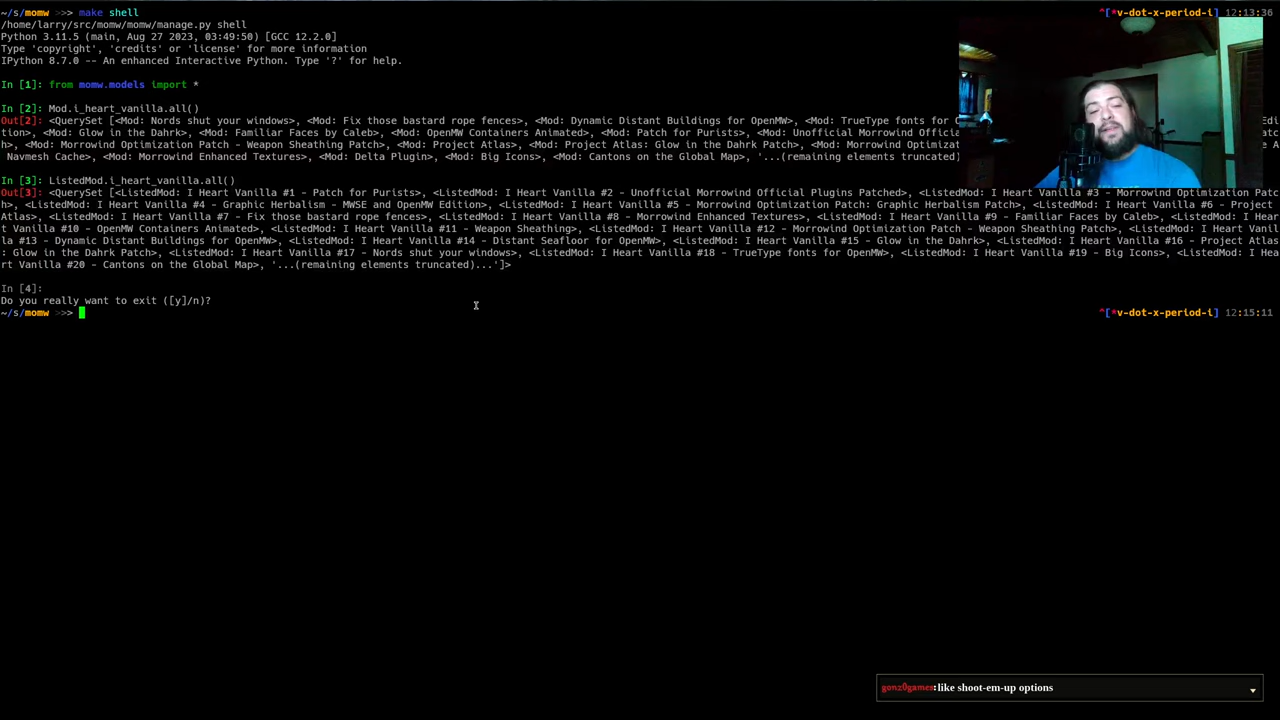 ~/s/momw >>> make shell ^[*v-dot-x-period-i] 12:13:36
/home/larry/src/momw/momw/manage.py shell
Python 3.11.5 (main, Aug 27 2023, 03:49:50) [GCC 12.2.0]
Type 'copyright', 'credits' or 'license' for more information
IPython 8.7.0 -- An enhanced Interactive Python. Type '?' for help.
In [1]: from momw.models import *
In [2]: Mod.i_heart_vanilla.all()
Out[2]: <QuerySet [<Mod: Nords shut your windows>, <Mod: Fix those bastard rope fences>, <Mod: Dynamic Distant Buildings for OpenMW>, <Mod: TrueType fonts for
tion>, <Mod: Glow in the Dahrk>, <Mod: Familiar Faces by Caleb>, <Mod: OpenMW Containers Animated>, <Mod: Patch for Purists>, <Mod: Unofficial Morrowind
h>, <Mod: Morrowind Optimization Patch - Weapon Sheathing Patch>, <Mod: Project Atlas>, <Mod: Project Atlas: Glow in the Dahrk Patch>, <Mod: Morrowind
Navmesh Cache>, <Mod: Morrowind Enhanced Textures>, <Mod: Delta Plugin>, <Mod: Big Icons>, <Mod: Cantons on the Global Map>, '...(remaining elements truncated)
In [3]: ListedMod.i_heart_vanilla.all()
Out[3]: <QuerySet [<ListedMod: I Heart Vanilla #1 - Patch for Purists>, <ListedMod: I Heart Vanilla #2 - Unofficial Morrowind Official Plugins Patched>, <ListedMod: I Heart Vanilla #3 - Morrowind Optimization Patc
h>, <ListedMod: I Heart Vanilla #4 - Graphic Herbalism - MWSE and OpenMW Edition>, <ListedMod: I Heart Vanilla #5 - Morrowind Optimization Patch: Graphic Herbalism Patch>, <ListedMod: I Heart Vanilla #6 - Project
Atlas>, <ListedMod: I Heart Vanilla #7 - Fix those bastard rope fences>, <ListedMod: I Heart Vanilla #8 - Morrowind Enhanced Textures>, <ListedMod: I Heart Vanilla #9 - Familiar Faces by Caleb>, <ListedMod: I Hear
t Vanilla #10 - OpenMW Containers Animated>, <ListedMod: I Heart Vanilla #11 - Weapon Sheathing>, <ListedMod: I Heart Vanilla #12 - Morrowind Optimization Patch - Weapon Sheathing Patch>, <ListedMod: I Heart Vanil
la #13 - Dynamic Distant Buildings for OpenMW>, <ListedMod: I Heart Vanilla #14 - Distant Seafloor for OpenMW>, <ListedMod: I Heart Vanilla #15 - Glow in the Dahrk>, <ListedMod: I Heart Vanilla #16 - Project Atlas
: Glow in the Dahrk Patch>, <ListedMod: I Heart Vanilla #17 - Nords shut your windows>, <ListedMod: I Heart Vanilla #18 - TrueType fonts for OpenMW>, <ListedMod: I Heart Vanilla #19 - Big Icons>, <ListedMod: I Hea
rt Vanilla #20 - Cantons on the Global Map>, '...(remaining elements truncated)...']>
In [4]:
Do you really want to exit ([y]/n)?
~/s/momw >>> ^[*v-dot-x-period-i] 12:15:11
gonz0games: like shoot-em-up options